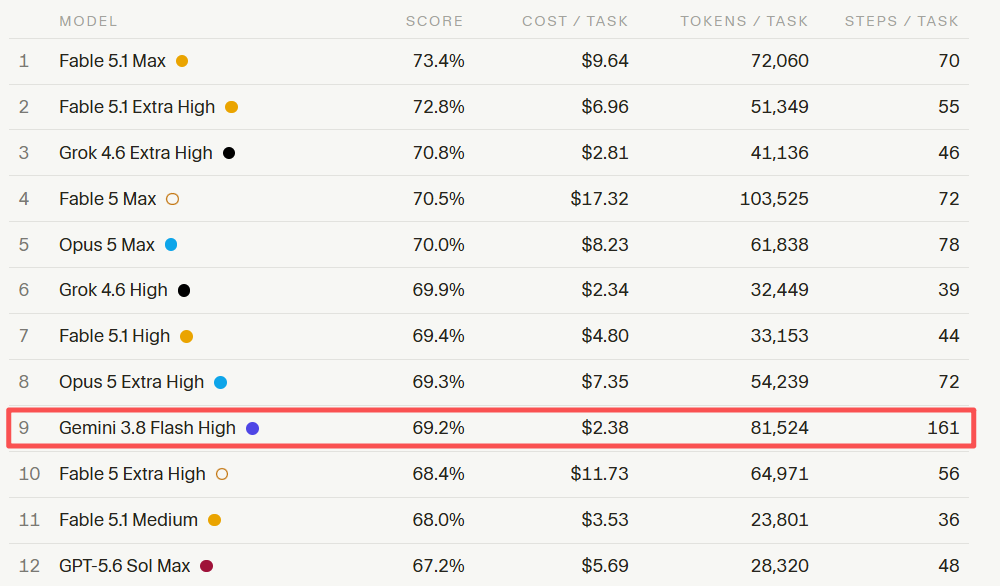 MODEL SCORE COST / TASK TOKENS / TASK STEPS / TASK
1 Fable 5.1 Max 73.4% $9.64 72,060 70
2 Fable 5.1 Extra High 72.8% $6.96 51,349 55
3 Grok 4.6 Extra High 70.8% $2.81 41,136 46
4 Fable 5 Max 70.5% $17.32 103,525 72
5 Opus 5 Max 70.0% $8.23 61,838 78
6 Grok 4.6 High 69.9% $2.34 32,449 39
7 Fable 5.1 High 69.4% $4.80 33,153 44
8 Opus 5 Extra High 69.3% $7.35 54,239 72
9 Gemini 3.8 Flash High 69.2% $2.38 81,524 161
10 Fable 5 Extra High 68.4% $11.73 64,971 56
11 Fable 5.1 Medium 68.0% $3.53 23,801 36
12 GPT-5.6 Sol Max 67.2% $5.69 28,320 48